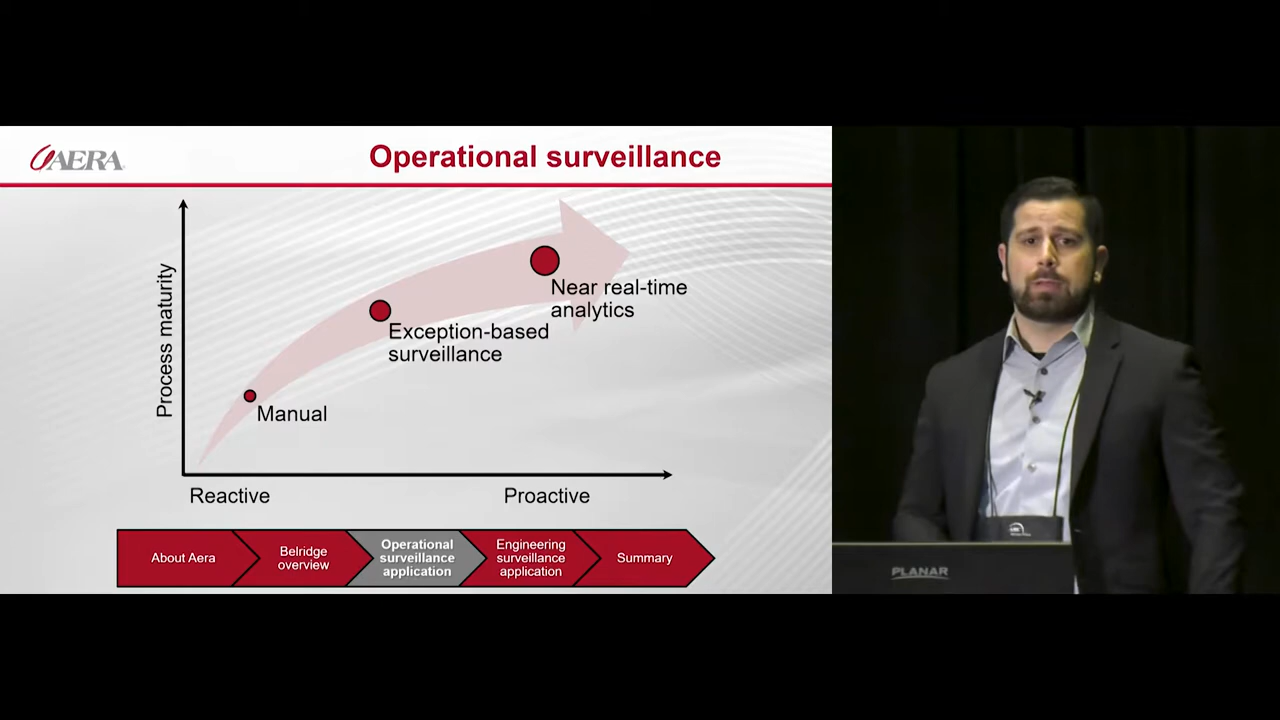 AERA
Operational surveillance
Process maturity
Near real-time
analytics
Exception-based
surveillance
Manual
Reactive
Proactive
About Aera
Belridge
overview
Operational
surveillance
application
Engineering
surveillance
application
Summary
PLANAR